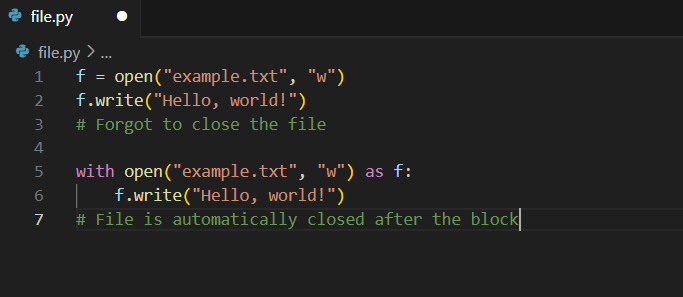 file.py
file.py > ...
1 f = open("example.txt", "w")
2 f.write("Hello, world!")
3 # Forgot to close the file
4
5 with open("example.txt", "w") as f:
6     f.write("Hello, world!")
7 # File is automatically closed after the block